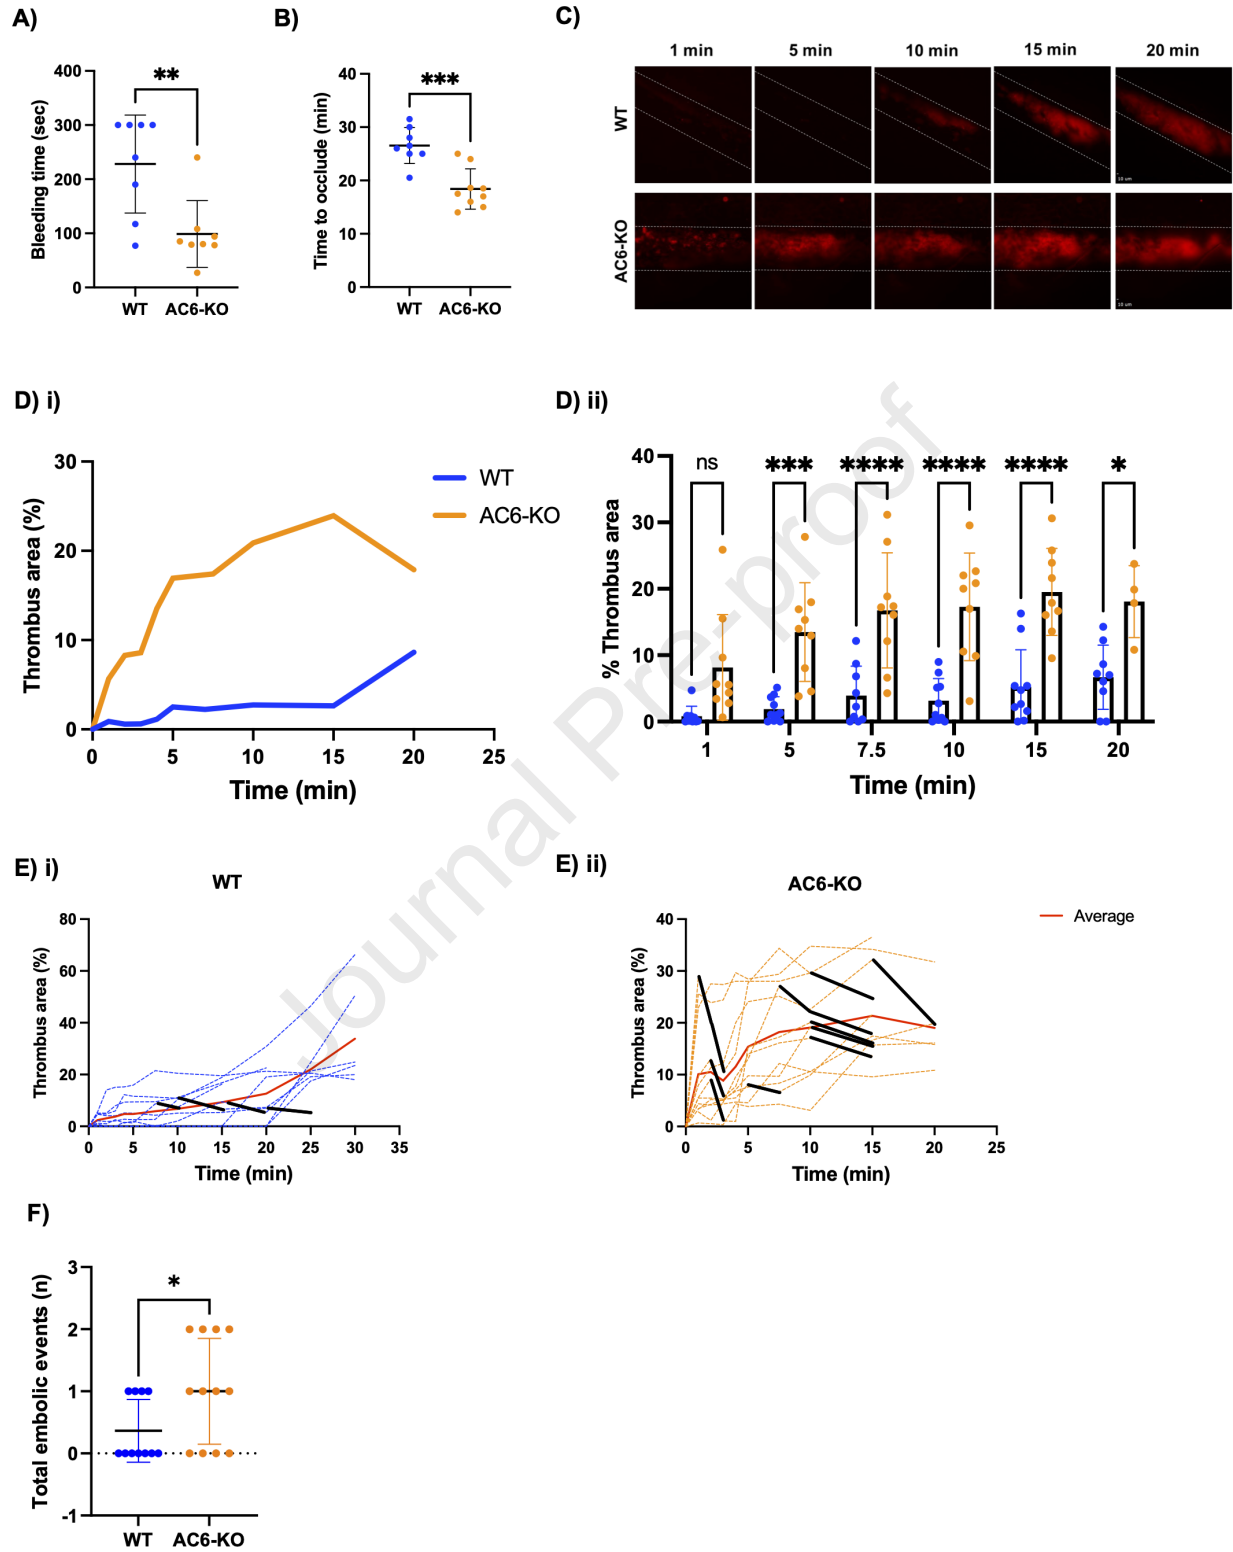 A)
B)
C)
400
300
200
100
0
Bleeding time (sec)
**
WT AC6-KO
40
30
20
10
0
Time to occlude (min)
***
WT AC6-KO
1 min 5 min 10 min 15 min 20 min
WT
10 um
AC6-KO
10 um
D) i)
30
20
10
0
Thrombus area (%)
0 5 10 15 20 25
Time (min)
WT
AC6-KO
D) ii)
40
30
20
10
0
% Thrombus area
ns *** **** **** **** *
1 5 7.5 10 15 20
Time (min)
Journal Pre-proof
E) i)
WT
80
60
40
20
0
Thrombus area (%)
0 5 10 15 20 25 30 35
Time (min)
E) ii)
AC6-KO
40
30
20
10
0
Thrombus area (%)
0 5 10 15 20 25
Time (min)
Average
F)
3
2
1
0
-1
Total embolic events (n)
*
WT AC6-KO